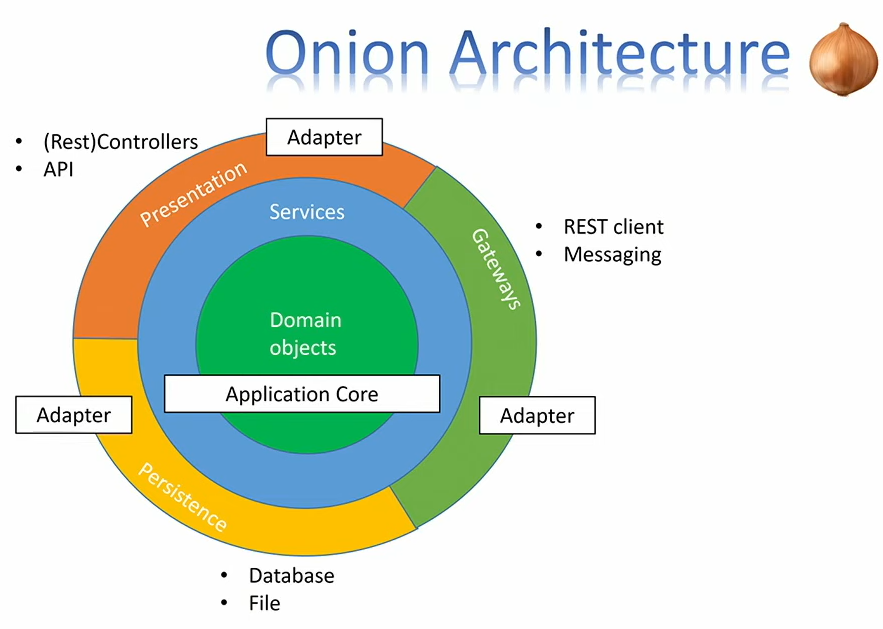 Onion Architecture
• (Rest)Controllers
• API
Adapter
Presentation
Services
Gateways
• REST client
• Messaging
Domain
objects
Application Core
Adapter
Adapter
Persistence
• Database
• File